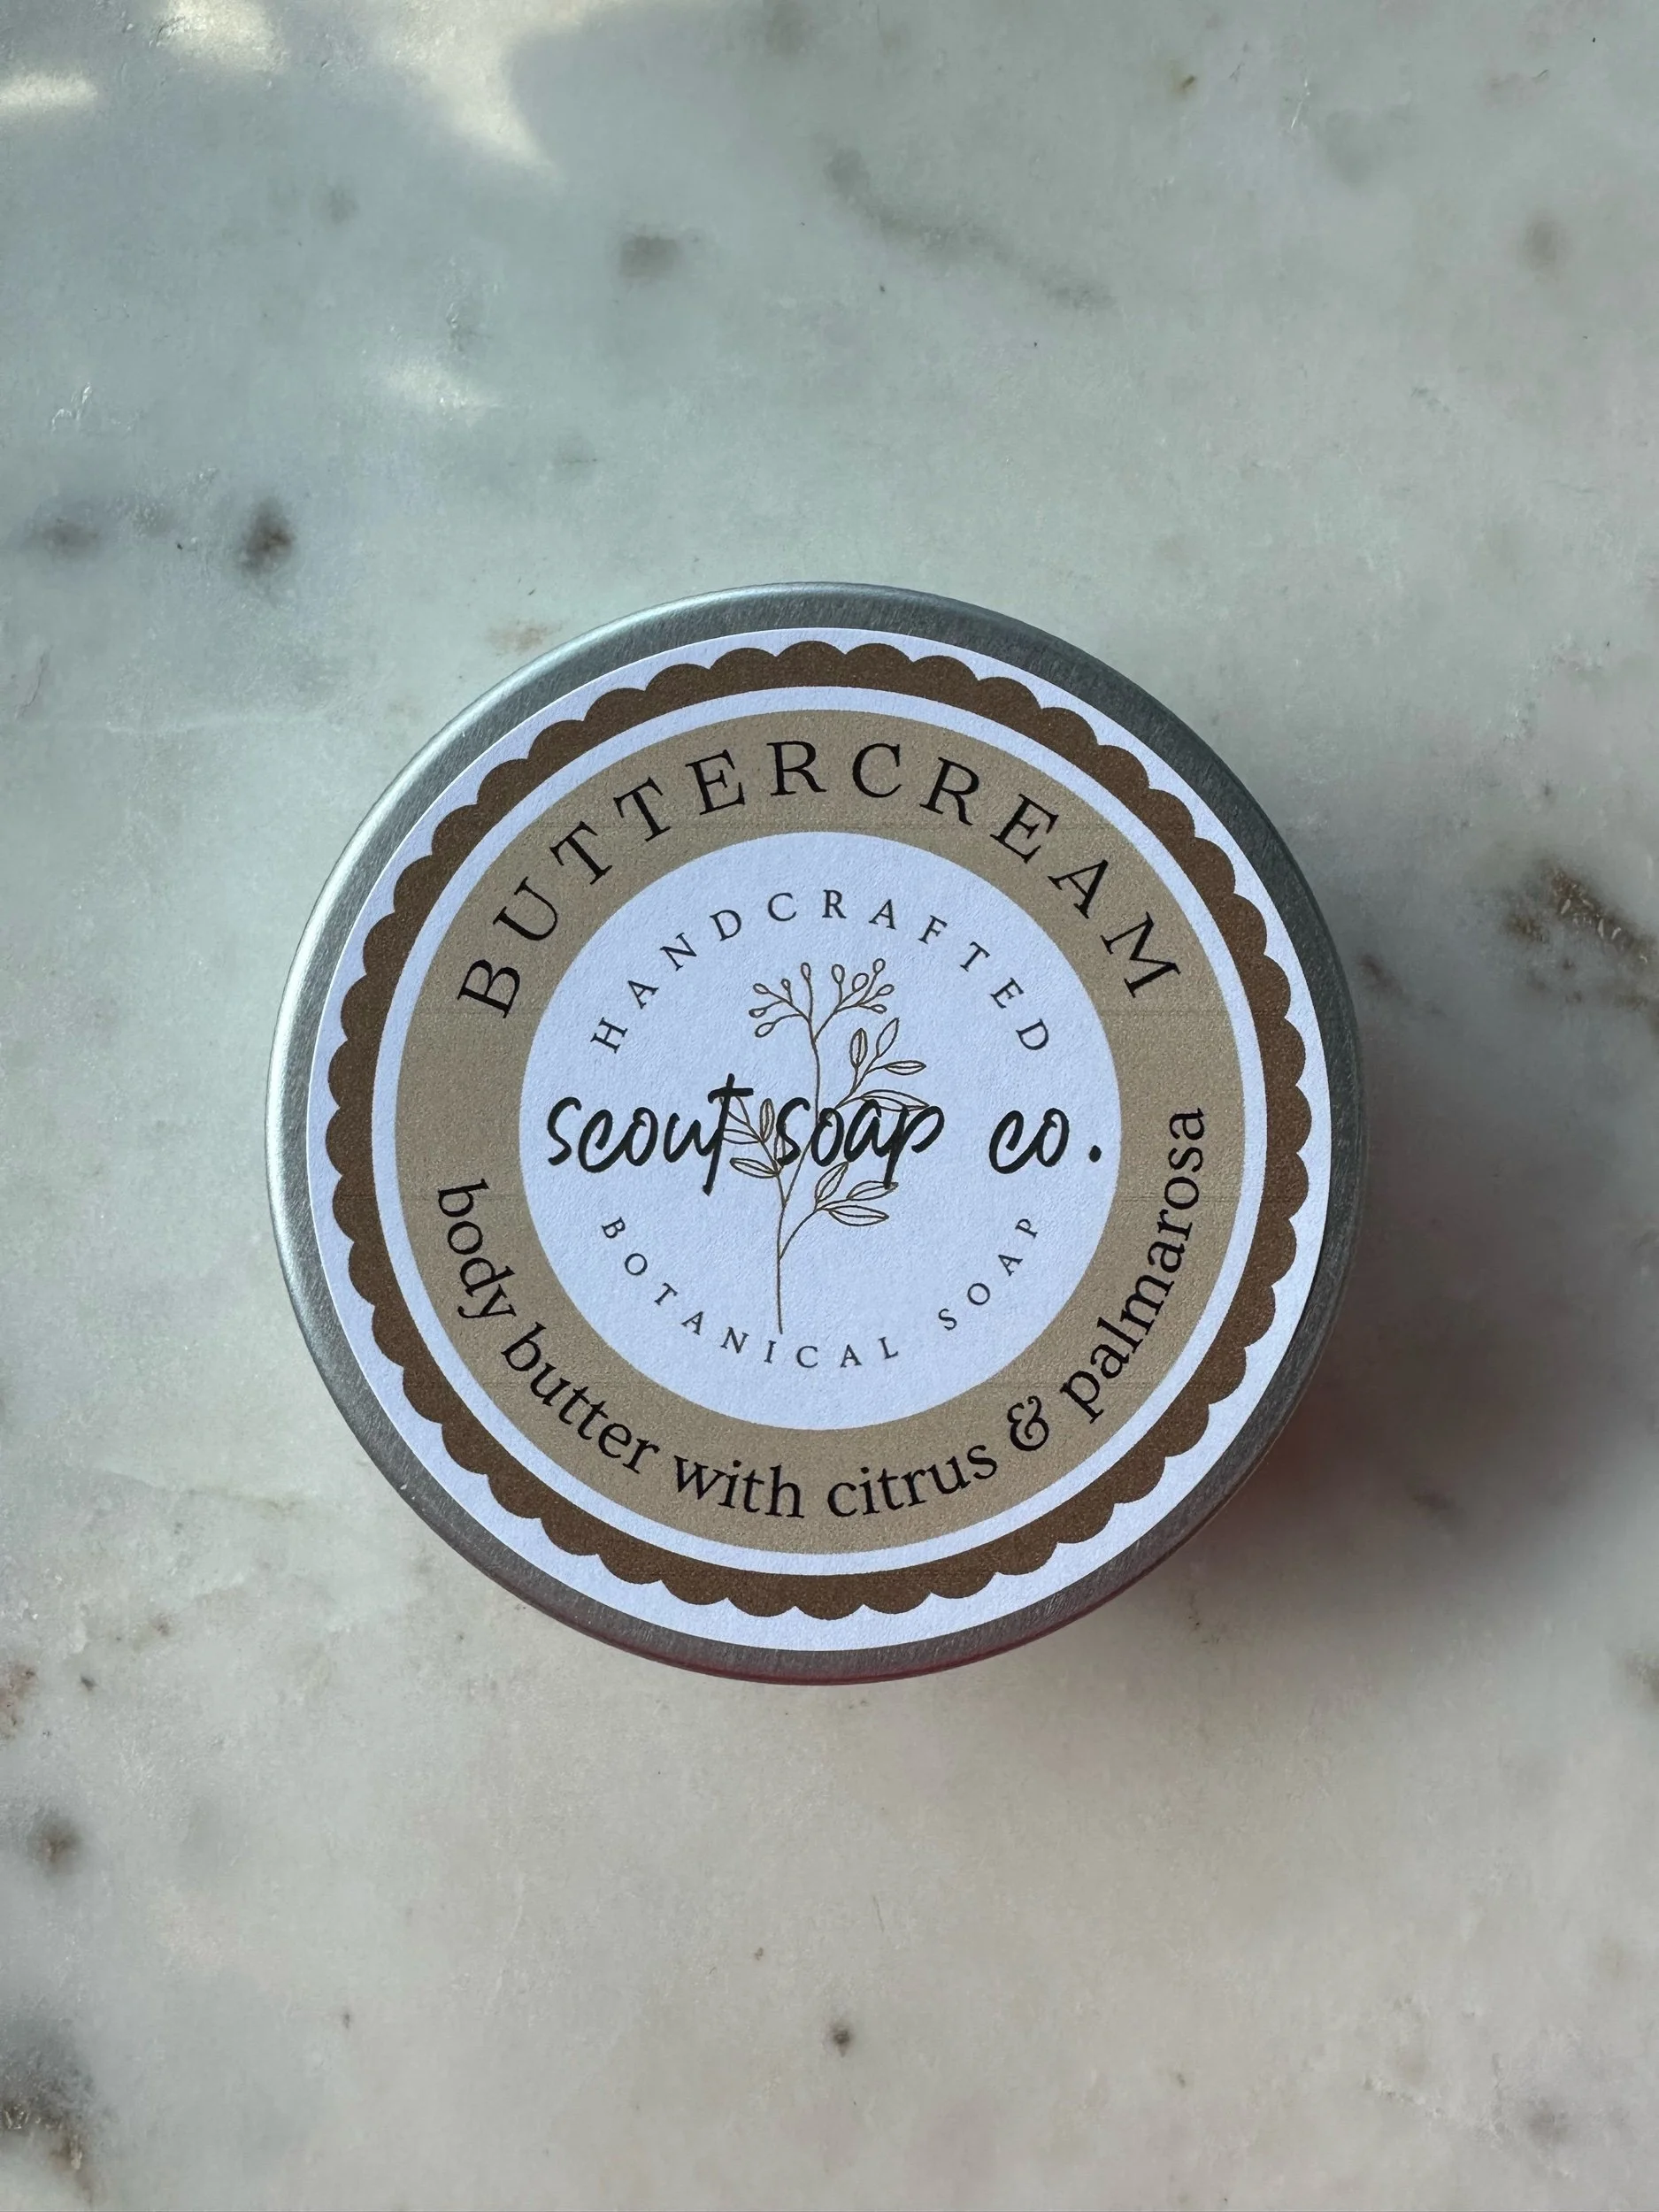 BUTTERCREAM
HANDCRAFTED
scout soap co.
BOTANICAL SOAP
body butter with citrus & palmarosa